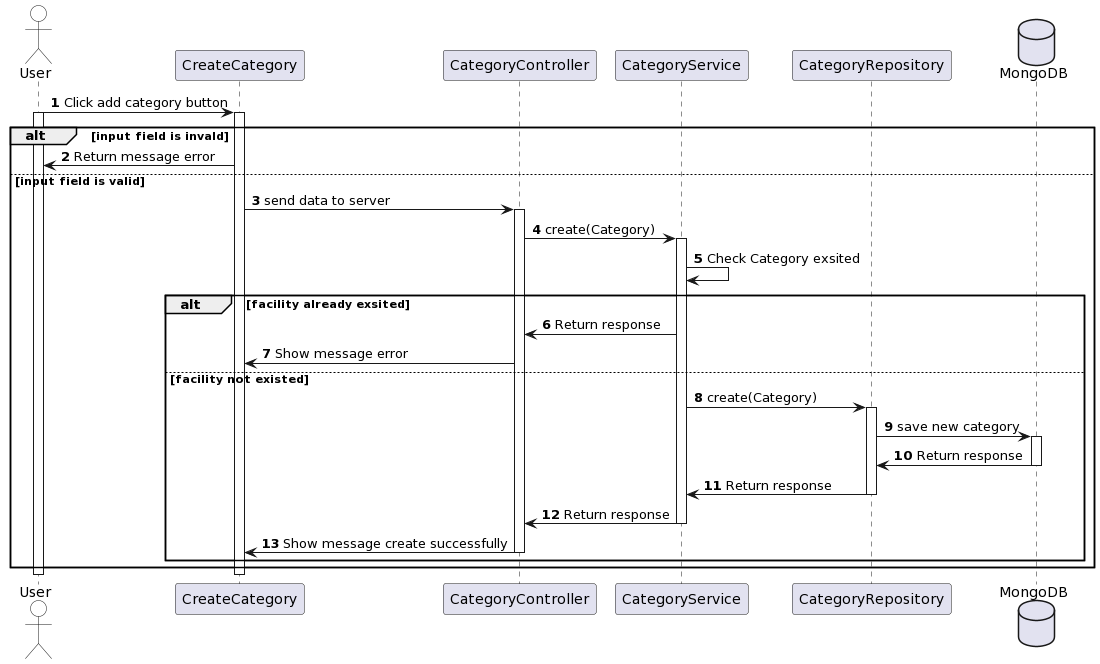 User
CreateCategory
CategoryController
CategoryService
CategoryRepository
MongoDB
1 Click add category button
alt [input field is invald]
2 Return message error
[input field is valid]
3 send data to server
4 create(Category)
5 Check Category exsited
alt [facility already exsited]
6 Return response
7 Show message error
[facility not existed]
8 create(Category)
9 save new category
10 Return response
11 Return response
12 Return response
13 Show message create successfully
User
CreateCategory
CategoryController
CategoryService
CategoryRepository
MongoDB